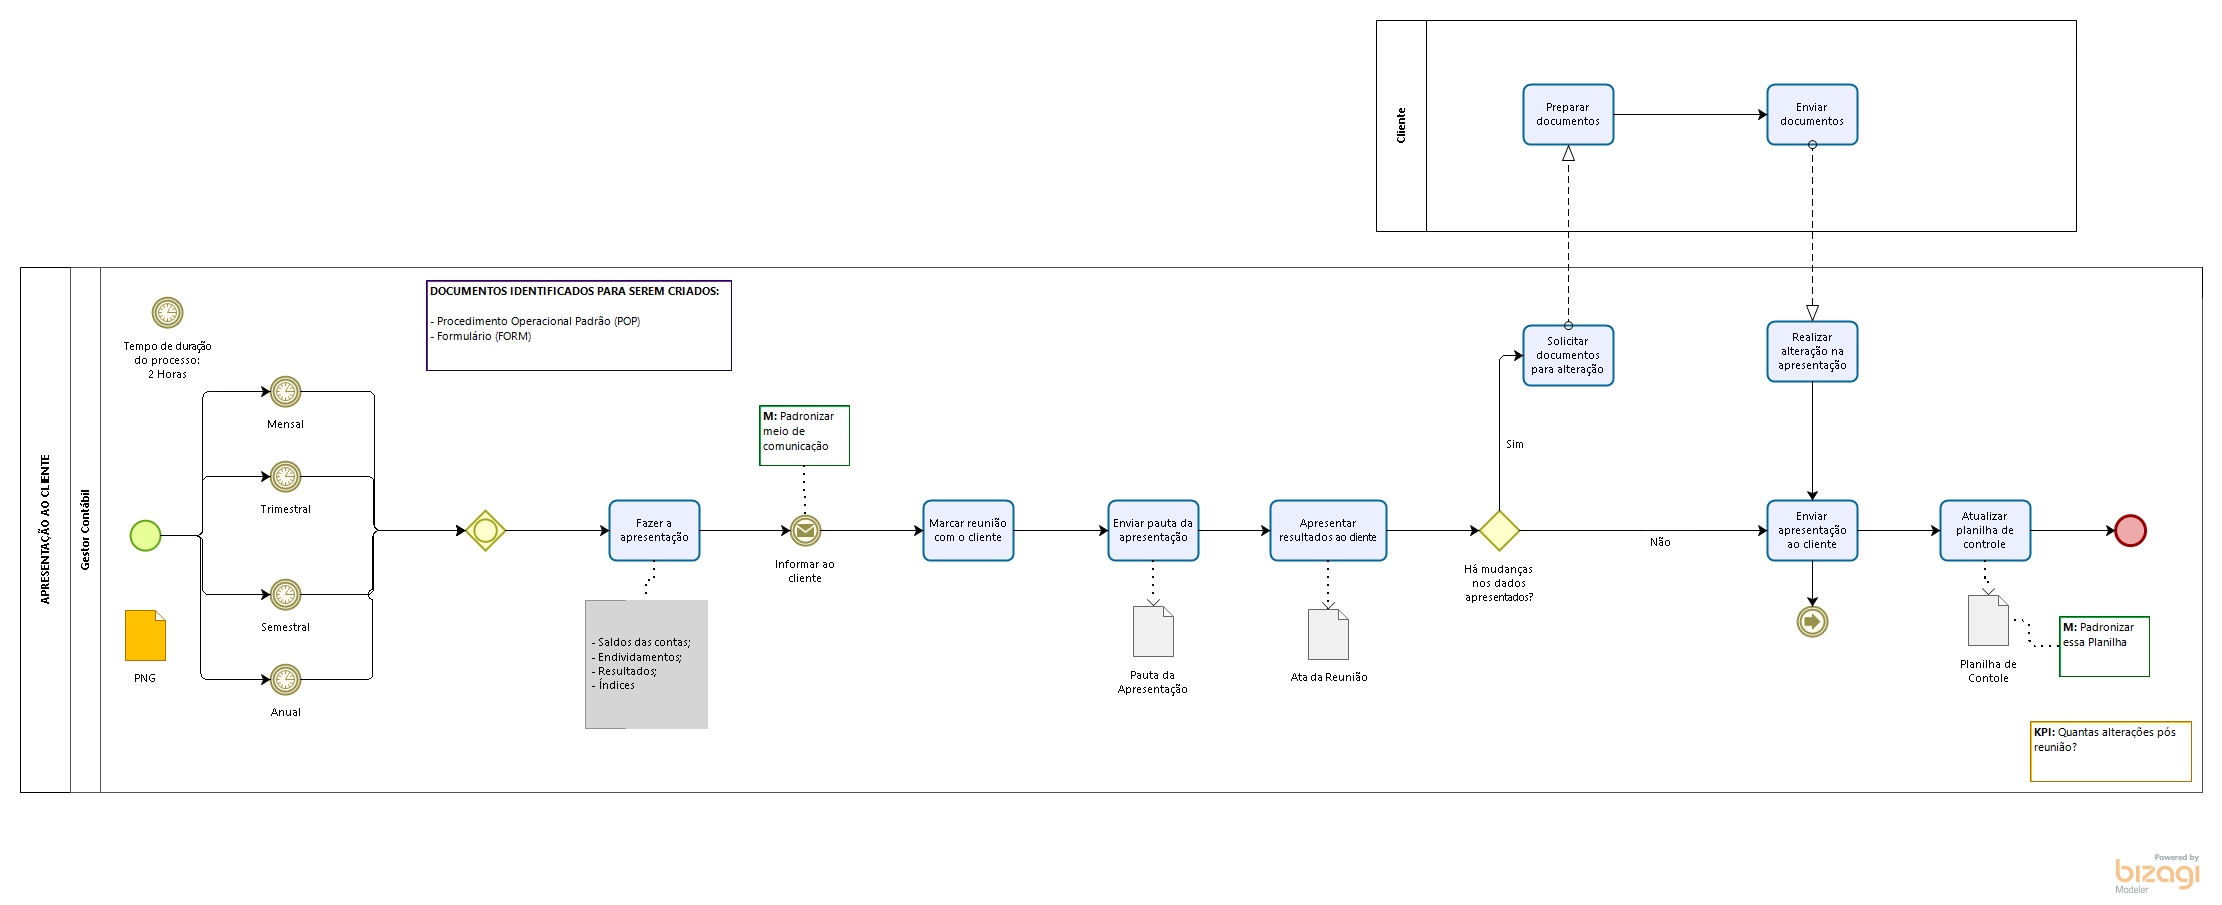 Cliente
Preparar
documentos
Enviar
documentos
APRESENTAÇÃO AO CLIENTE
Gestor Contábil
Tempo de duração
do processo:
2 Horas
DOCUMENTOS IDENTIFICADOS PARA SEREM CRIADOS:
- Procedimento Operacional Padrão (POP)
- Formulário (FORM)
Mensal
Trimestral
Semestral
Anual
PNG
Fazer a
apresentação
- Saldos das contas;
- Endividamentos;
- Resultados;
- Índices
M: Padronizar
meio de
comunicação
Informar ao
cliente
Marcar reunião
com o cliente
Enviar pauta da
apresentação
Pauta da
Apresentação
Apresentar
resultados ao cliente
Ata da Reunião
Há mudanças
nos dados
apresentados?
Sim
Não
Solicitar
documentos
para alteração
Realizar
alteração na
apresentação
Enviar
apresentação
ao cliente
Atualizar
planilha de
controle
Planilha de
Contole
M: Padronizar
essa Planilha
KPI: Quantas alterações pós
reunião?
Powered by
bizagi
Modeler